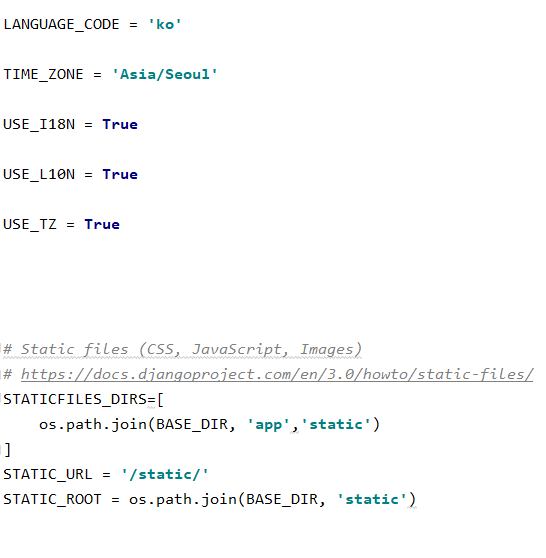 LANGUAGE_CODE = 'ko'
TIME_ZONE = 'Asia/Seoul'
USE_I18N = True
USE_L10N = True
USE_TZ = True
# Static files (CSS, JavaScript, Images)
# https://docs.djangoproject.com/en/3.0/howto/static-files/
STATICFILES_DIRS=[
    os.path.join(BASE_DIR, 'app','static')
]
STATIC_URL = '/static/'
STATIC_ROOT = os.path.join(BASE_DIR, 'static')